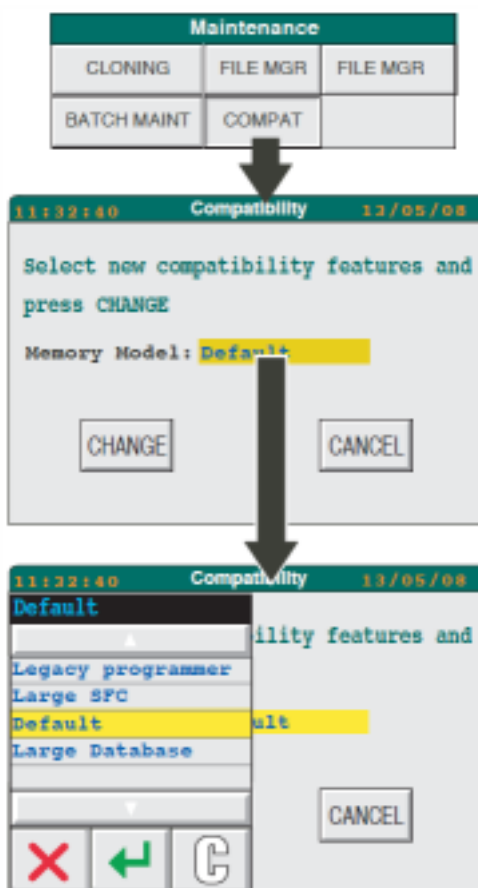 Maintenance
CLONING FILE MGR FILE MGR
BATCH MAINT COMPAT
11:32:40 Compatibility 13/05/08
Select new compatibility features and
press CHANGE
Memory Model: Default
CHANGE CANCEL
11:32:40 Compatibility 13/05/08
Default
ility features and
Legacy programmer
Large SFC
Default ult
Large Database
CANCEL
C